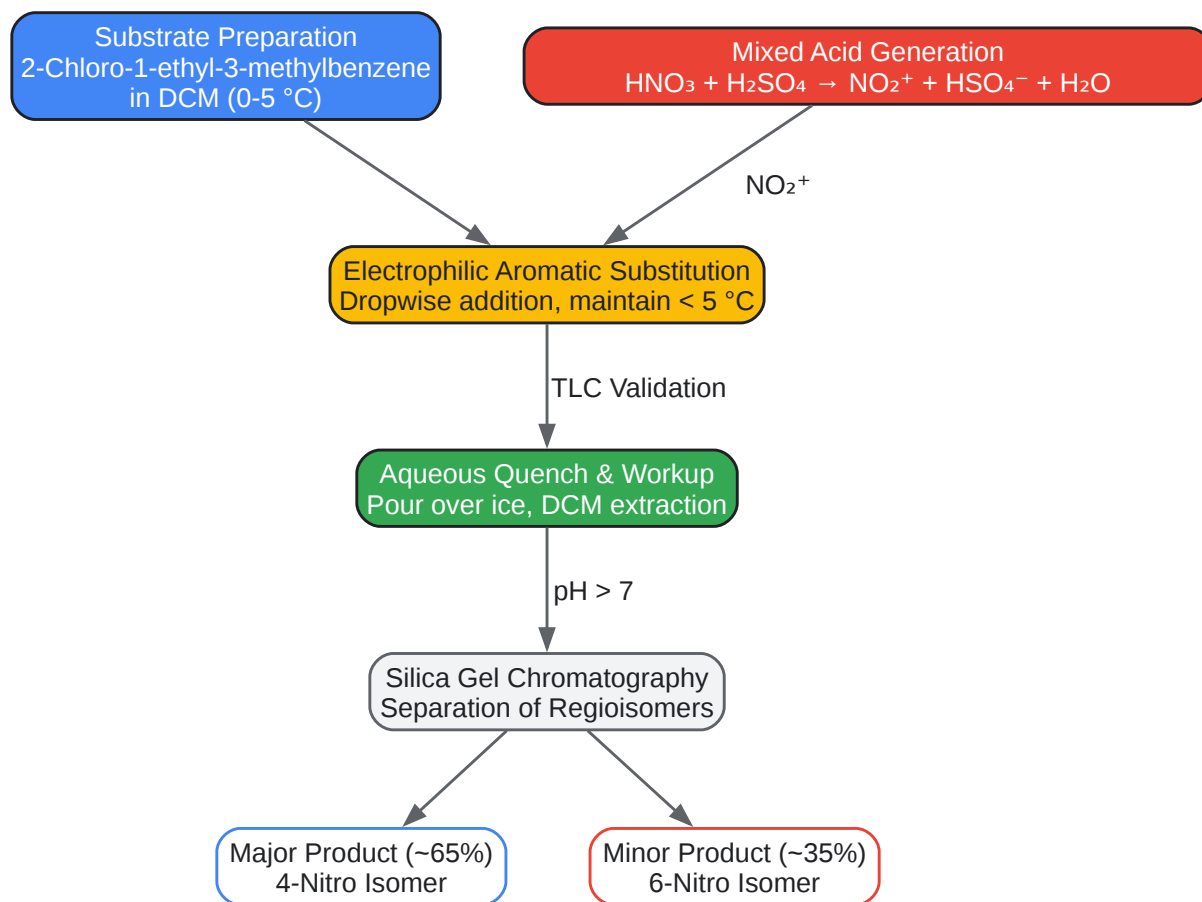 Substrate Preparation
2-Chloro-1-ethyl-3-methylbenzene
in DCM (0-5 °C)
Mixed Acid Generation
HNO₃ + H₂SO₄ → NO₂⁺ + HSO₄⁻ + H₂O
NO₂⁺
Electrophilic Aromatic Substitution
Dropwise addition, maintain < 5 °C
TLC Validation
Aqueous Quench & Workup
Pour over ice, DCM extraction
pH > 7
Silica Gel Chromatography
Separation of Regioisomers
Major Product (~65%)
4-Nitro Isomer
Minor Product (~35%)
6-Nitro Isomer